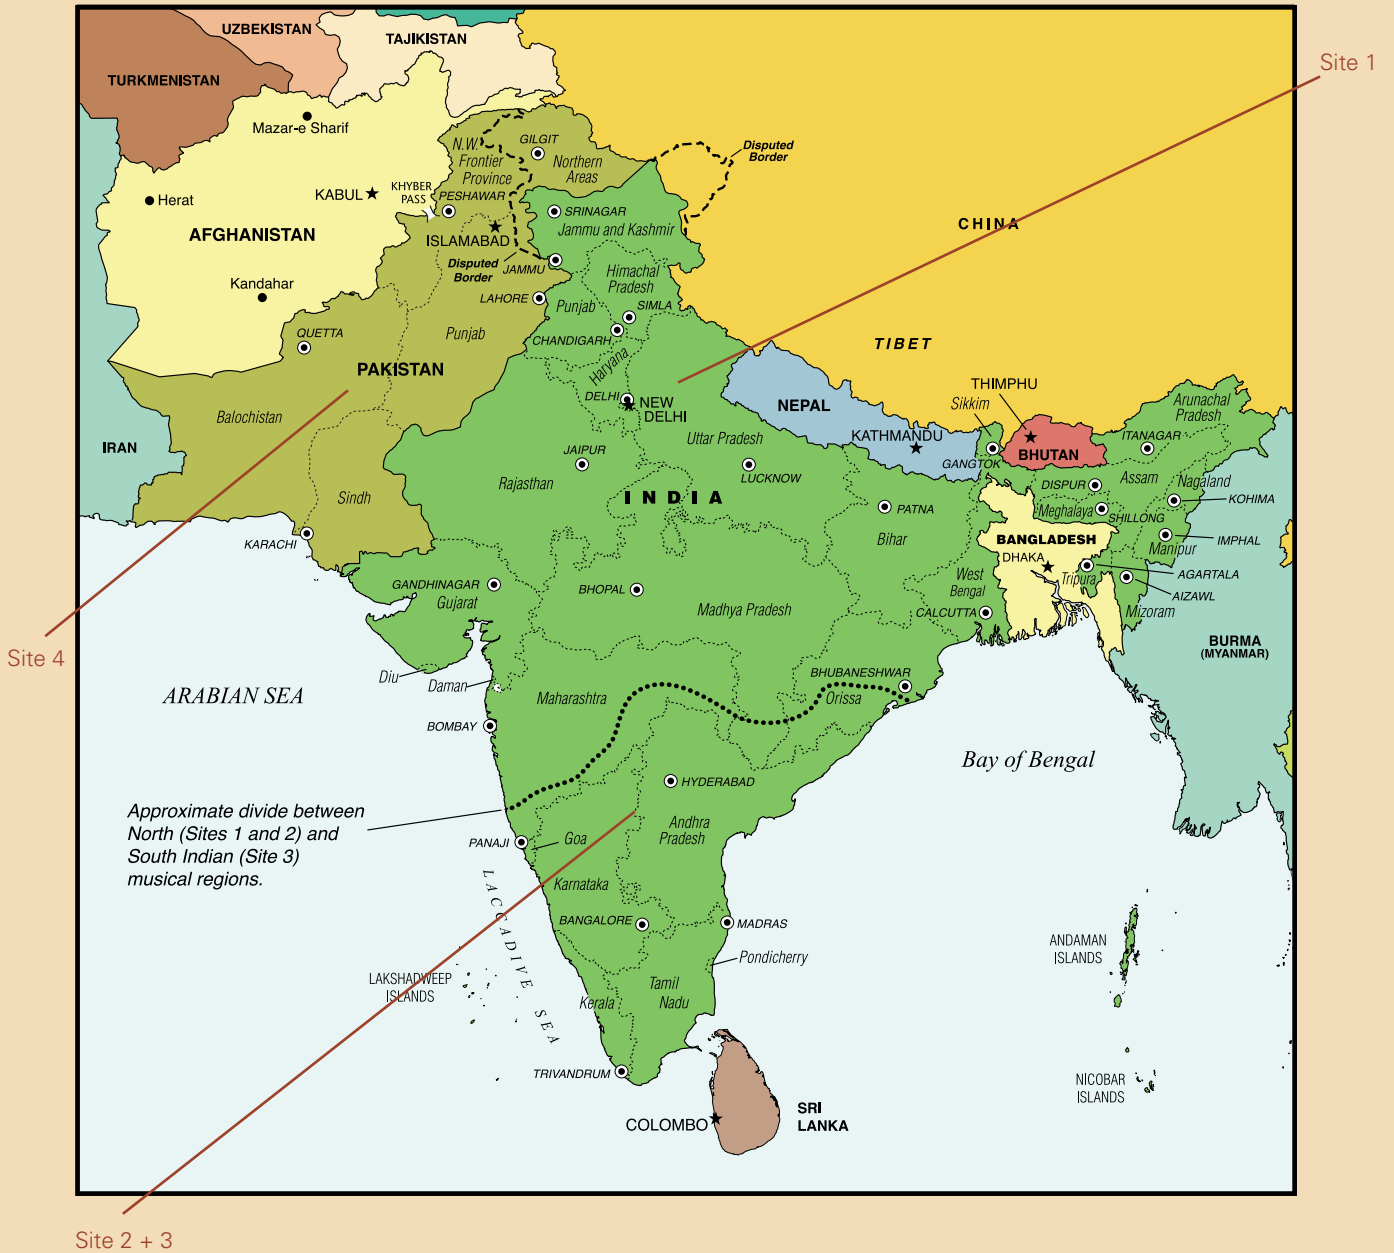 UZBEKISTAN
TAJIKISTAN
Site 1
TURKMENISTAN
Mazar-e Sharif
N.W.
Frontier
Province
GILGIT
Northern
Areas
Disputed
Border
KABUL
KHYBER
PASS
PESHAWAR
Herat
SRINAGAR
Jammu and Kashmir
CHINA
AFGHANISTAN
ISLAMABAD
Disputed
Border
JAMMU
Himachal
Pradesh
Kandahar
LAHORE
Punjab
SIMLA
QUETTA
Punjab
CHANDIGARH
TIBET
Haryana
PAKISTAN
THIMPHU
DELHI
NEW
DELHI
NEPAL
Sikkim
Arunachal
Pradesh
Balochistan
IRAN
Uttar Pradesh
KATHMANDU
ITANAGAR
JAIPUR
LUCKNOW
GANGTOK
BHUTAN
Rajasthan
INDIA
DISPUR
Assam
Nagaland
Sindh
KOHIMA
PATNA
Meghalaya
SHILLONG
KARACHI
Bihar
BANGLADESH
IMPHAL
Manipur
DHAKA
GANDHINAGAR
Gujarat
BHOPAL
West
Bengal
Tripura
AGARTALA
AIZAWL
Madhya Pradesh
CALCUTTA
Mizoram
Site 4
BURMA
(MYANMAR)
Diu
Daman
BHUBANESHWAR
ARABIAN SEA
Maharashtra
Orissa
BOMBAY
Bay of Bengal
HYDERABAD
Approximate divide between
North (Sites 1 and 2) and
South Indian (Site 3)
musical regions.
Andhra
Pradesh
PANAJI
Goa
Karnataka
LACCADIVE SEA
BANGALORE
MADRAS
ANDAMAN
ISLANDS
Pondicherry
LAKSHADWEEP
ISLANDS
Tamil
Nadu
Kerala
TRIVANDRUM
NICOBAR
ISLANDS
COLOMBO
SRI
LANKA
Site 2 + 3